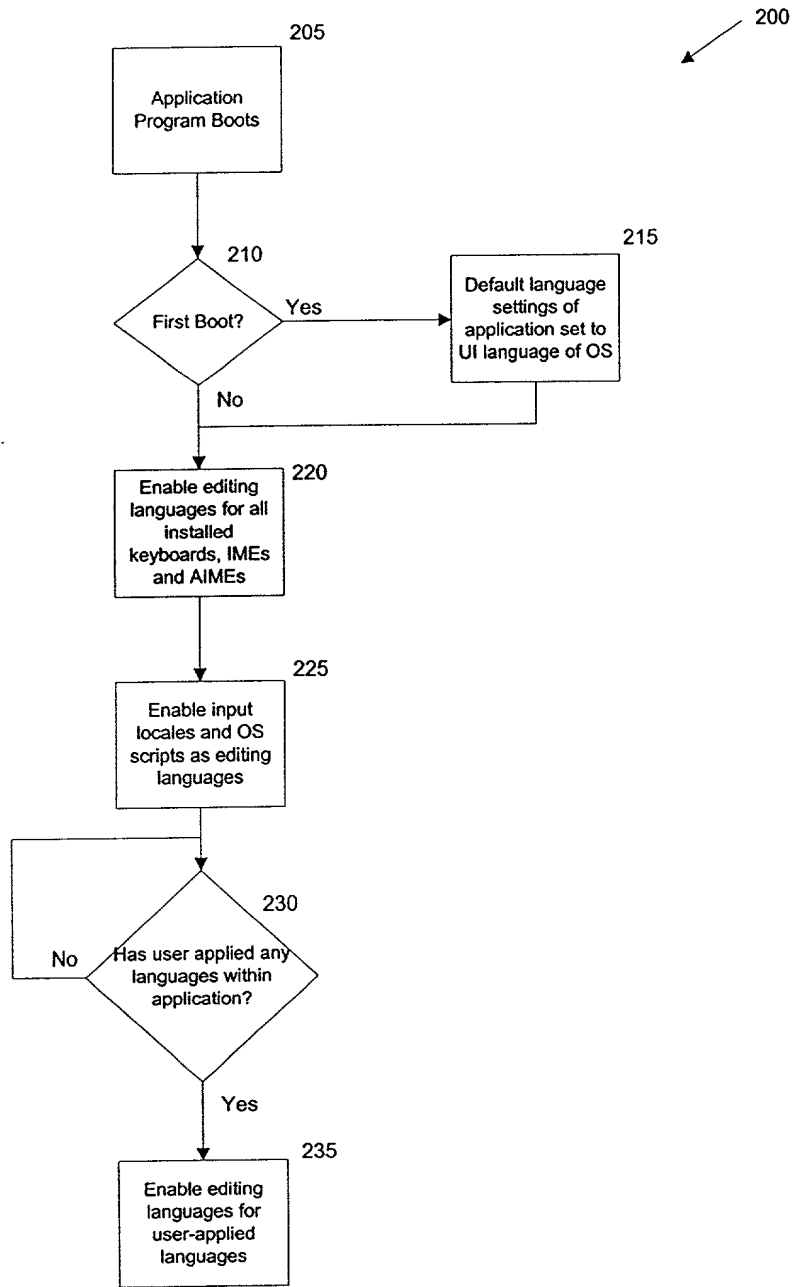 200
205
Application
Program Boots
210
First Boot?
Yes
215
Default language
settings of
application set to
UI language of OS
No
220
Enable editing
languages for all
installed
keyboards, IMEs
and AIMEs
225
Enable input
locales and OS
scripts as editing
languages
230
Has user applied any
languages within
application?
No
Yes
235
Enable editing
languages for
user-applied
languages